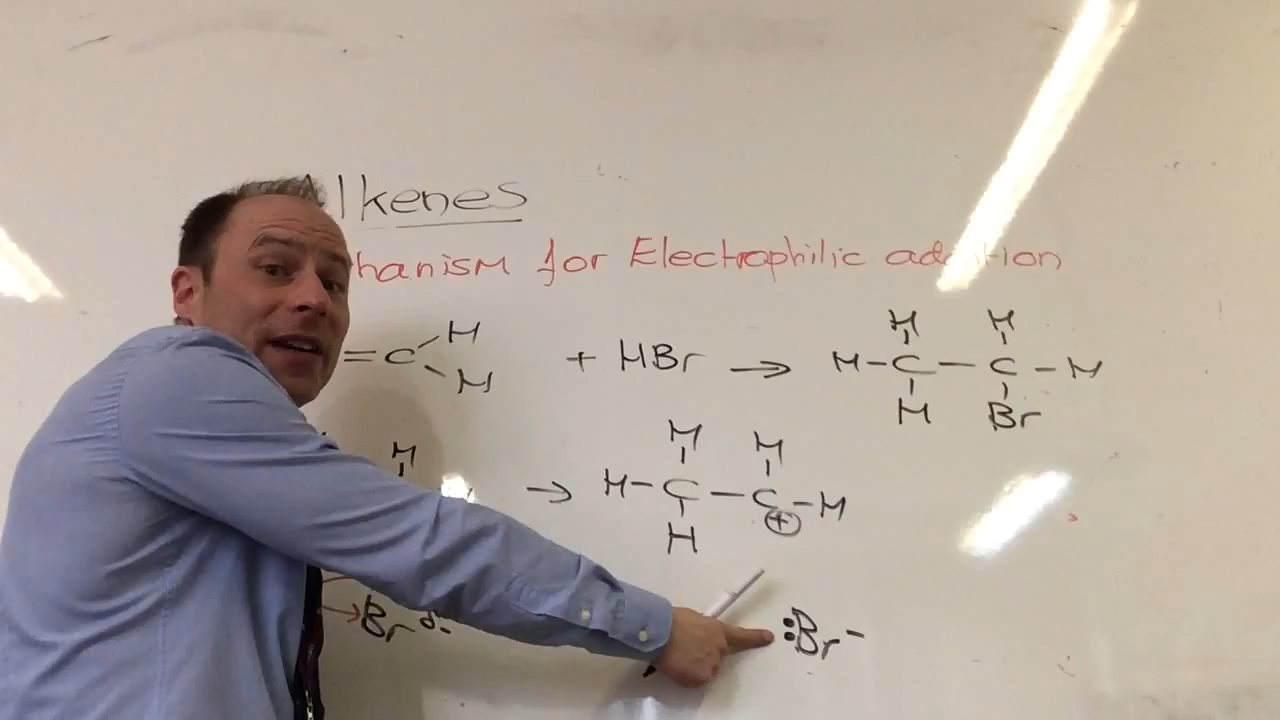 lkenes
hanism for Electrophilic addition
H H H
=C + HBr → H-C-C-H
H H Br
H H H
→ H-C-C-H
H +
Br δ- :Br -